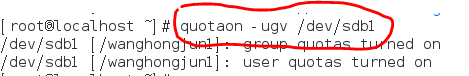 [root@localhost ~]# quotaon -ugv /dev/sdb1
/dev/sdb1 [/wanghongjun1]: group quotas turned on
/dev/sdb1 [/wanghongjun1]: user quotas turned on